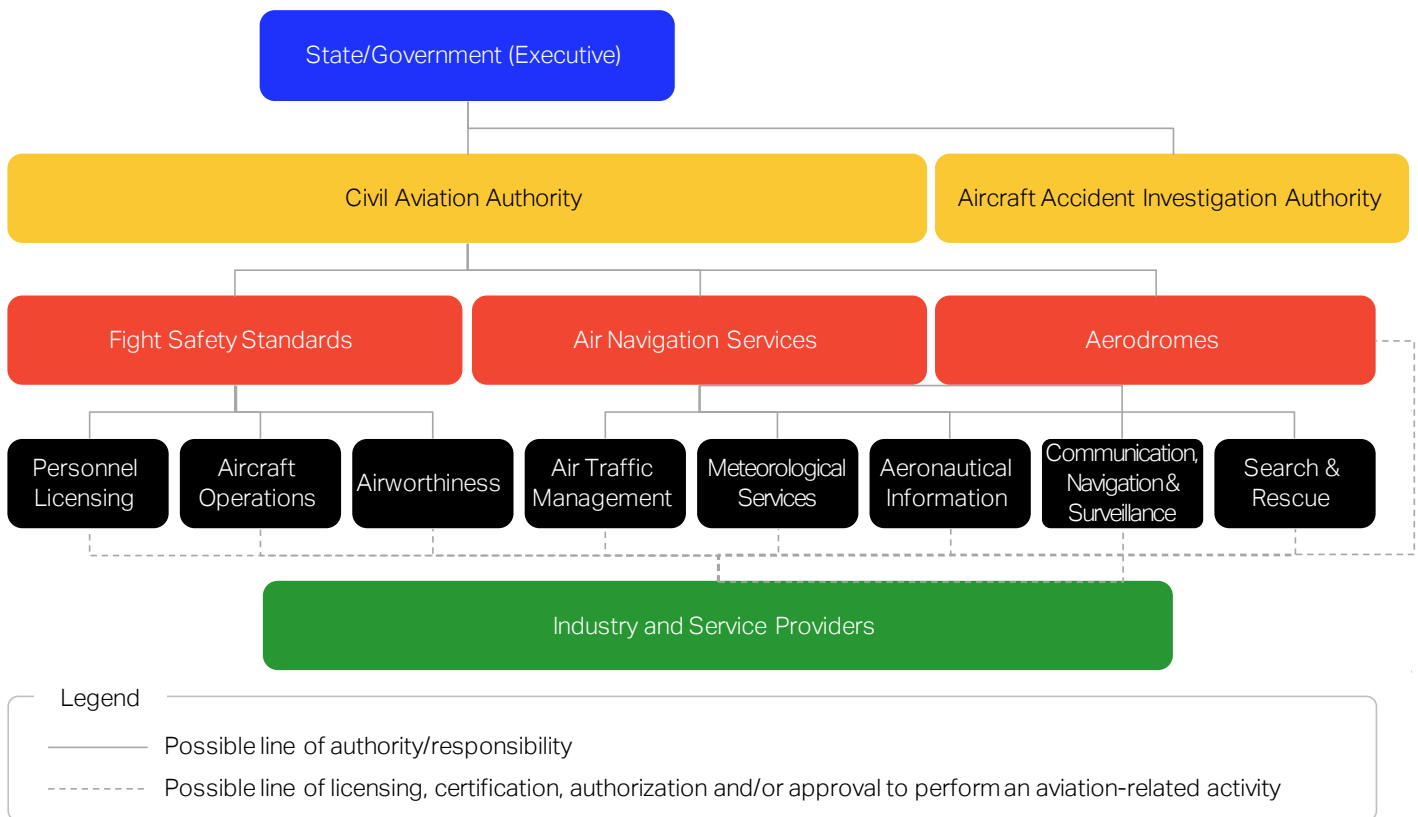 State/Government (Executive)
Civil Aviation Authority
Aircraft Accident Investigation Authority
Fight Safety Standards
Air Navigation Services
Aerodromes
Personnel
Licensing
Aircraft
Operations
Airworthiness
Air Traffic
Management
Meteorological
Services
Aeronautical
Information
Communication,
Navigation &
Surveillance
Search &
Rescue
Industry and Service Providers
Legend
Possible line of authority/responsibility
Possible line of licensing, certification, authorization and/or approval to perform an aviation-related activity